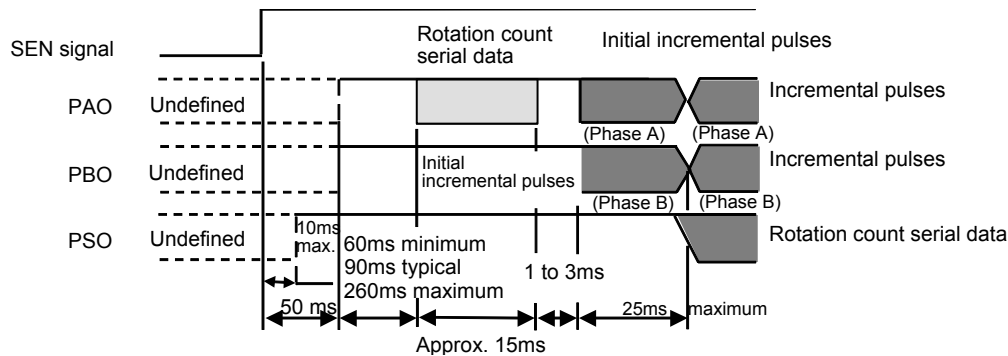 SEN signal
Rotation count
serial data
Initial incremental pulses
PAO
Undefined
Incremental pulses
(Phase A)
(Phase A)
PBO
Undefined
Initial
incremental pulses
Incremental pulses
(Phase B)
(Phase B)
PSO
Undefined
10ms
max.
60ms minimum
90ms typical
260ms maximum
1 to 3ms
Rotation count serial data
50 ms
25ms maximum
Approx. 15ms